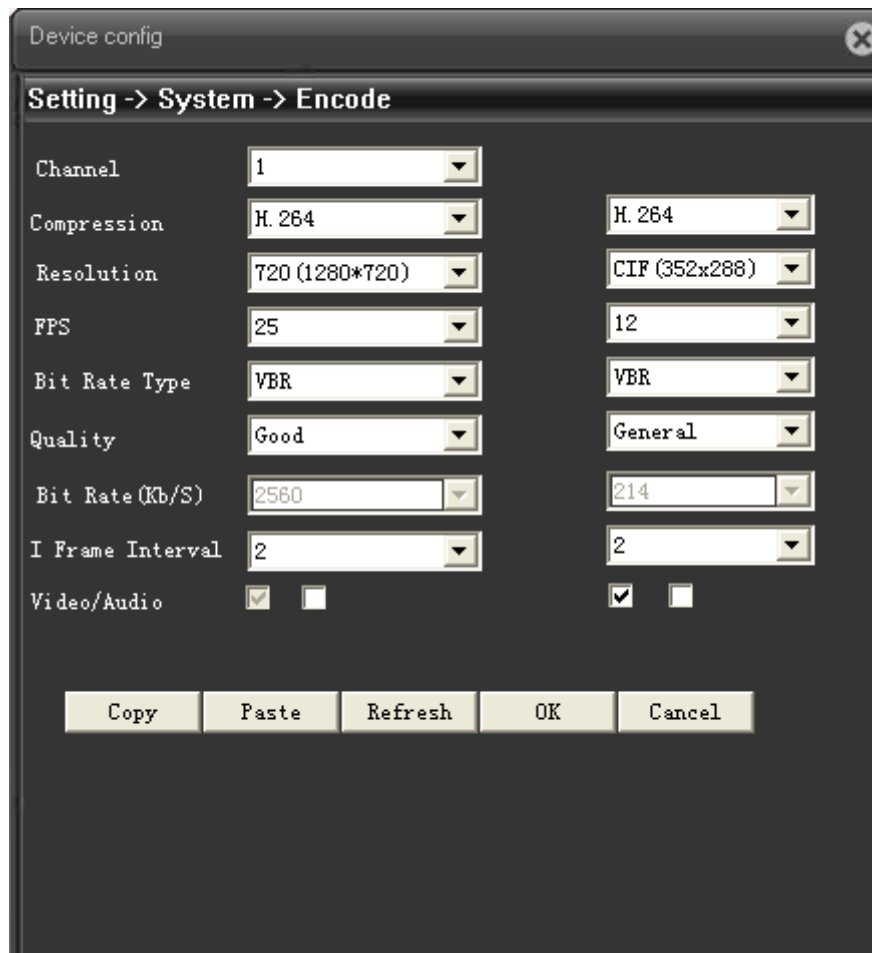 Device config
Setting -> System -> Encode
Channel 1
Compression H.264 H.264
Resolution 720(1280*720) CIF(352x288)
FPS 25 12
Bit Rate Type VBR VBR
Quality Good General
Bit Rate(Kb/S) 2560 214
I Frame Interval 2 2
Video/Audio
Copy Paste Refresh OK Cancel